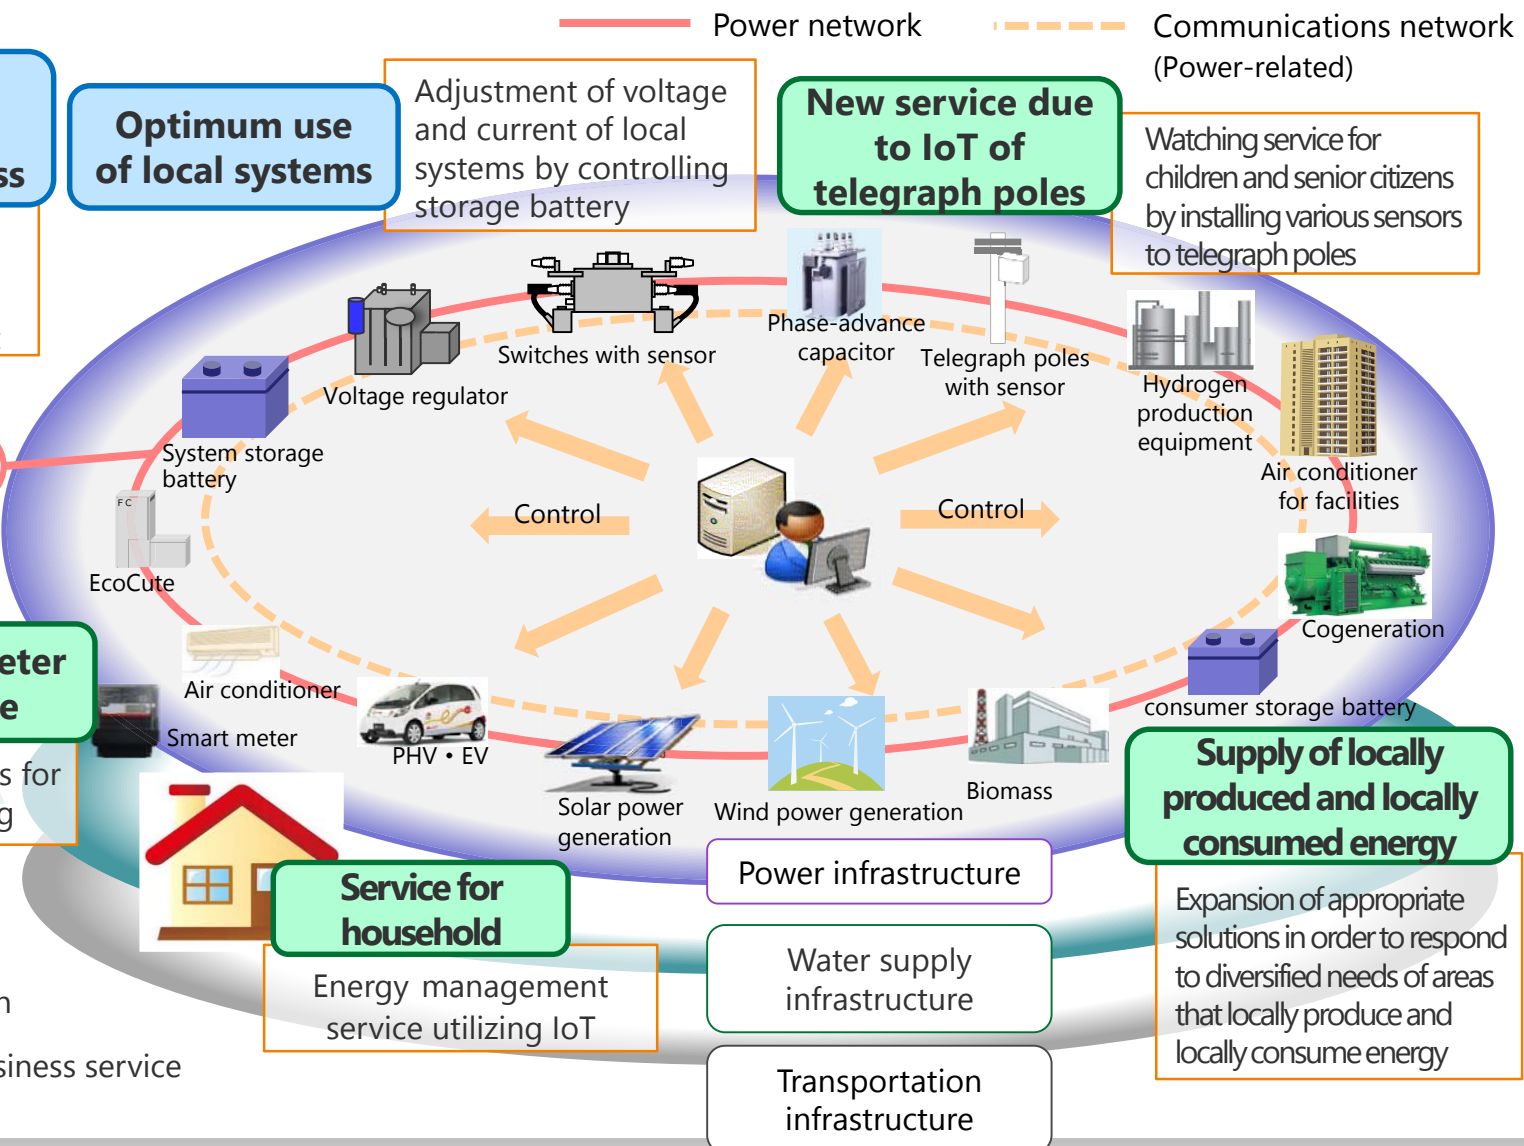 Power network
Communications network
(Power-related)
ss
Optimum use
of local systems
Adjustment of voltage
and current of local
systems by controlling
storage battery
New service due
to IoT of
telegraph poles
Watching service for
children and senior citizens
by installing various sensors
to telegraph poles
Switches with sensor
Phase-advance
capacitor
Telegraph poles
with sensor
Voltage regulator
Hydrogen
production
equipment
System storage
battery
Air conditioner
for facilities
FC
EcoCute
Control
Control
Cogeneration
eter
e
Air conditioner
Smart meter
PHV・EV
Solar power
generation
Wind power generation
Biomass
consumer storage battery
s for
g
Supply of locally
produced and locally
consumed energy
Power infrastructure
Service for
household
Expansion of appropriate
solutions in order to respond
to diversified needs of areas
that locally produce and
locally consume energy
Energy management
service utilizing IoT
Water supply
infrastructure
n
siness service
Transportation
infrastructure